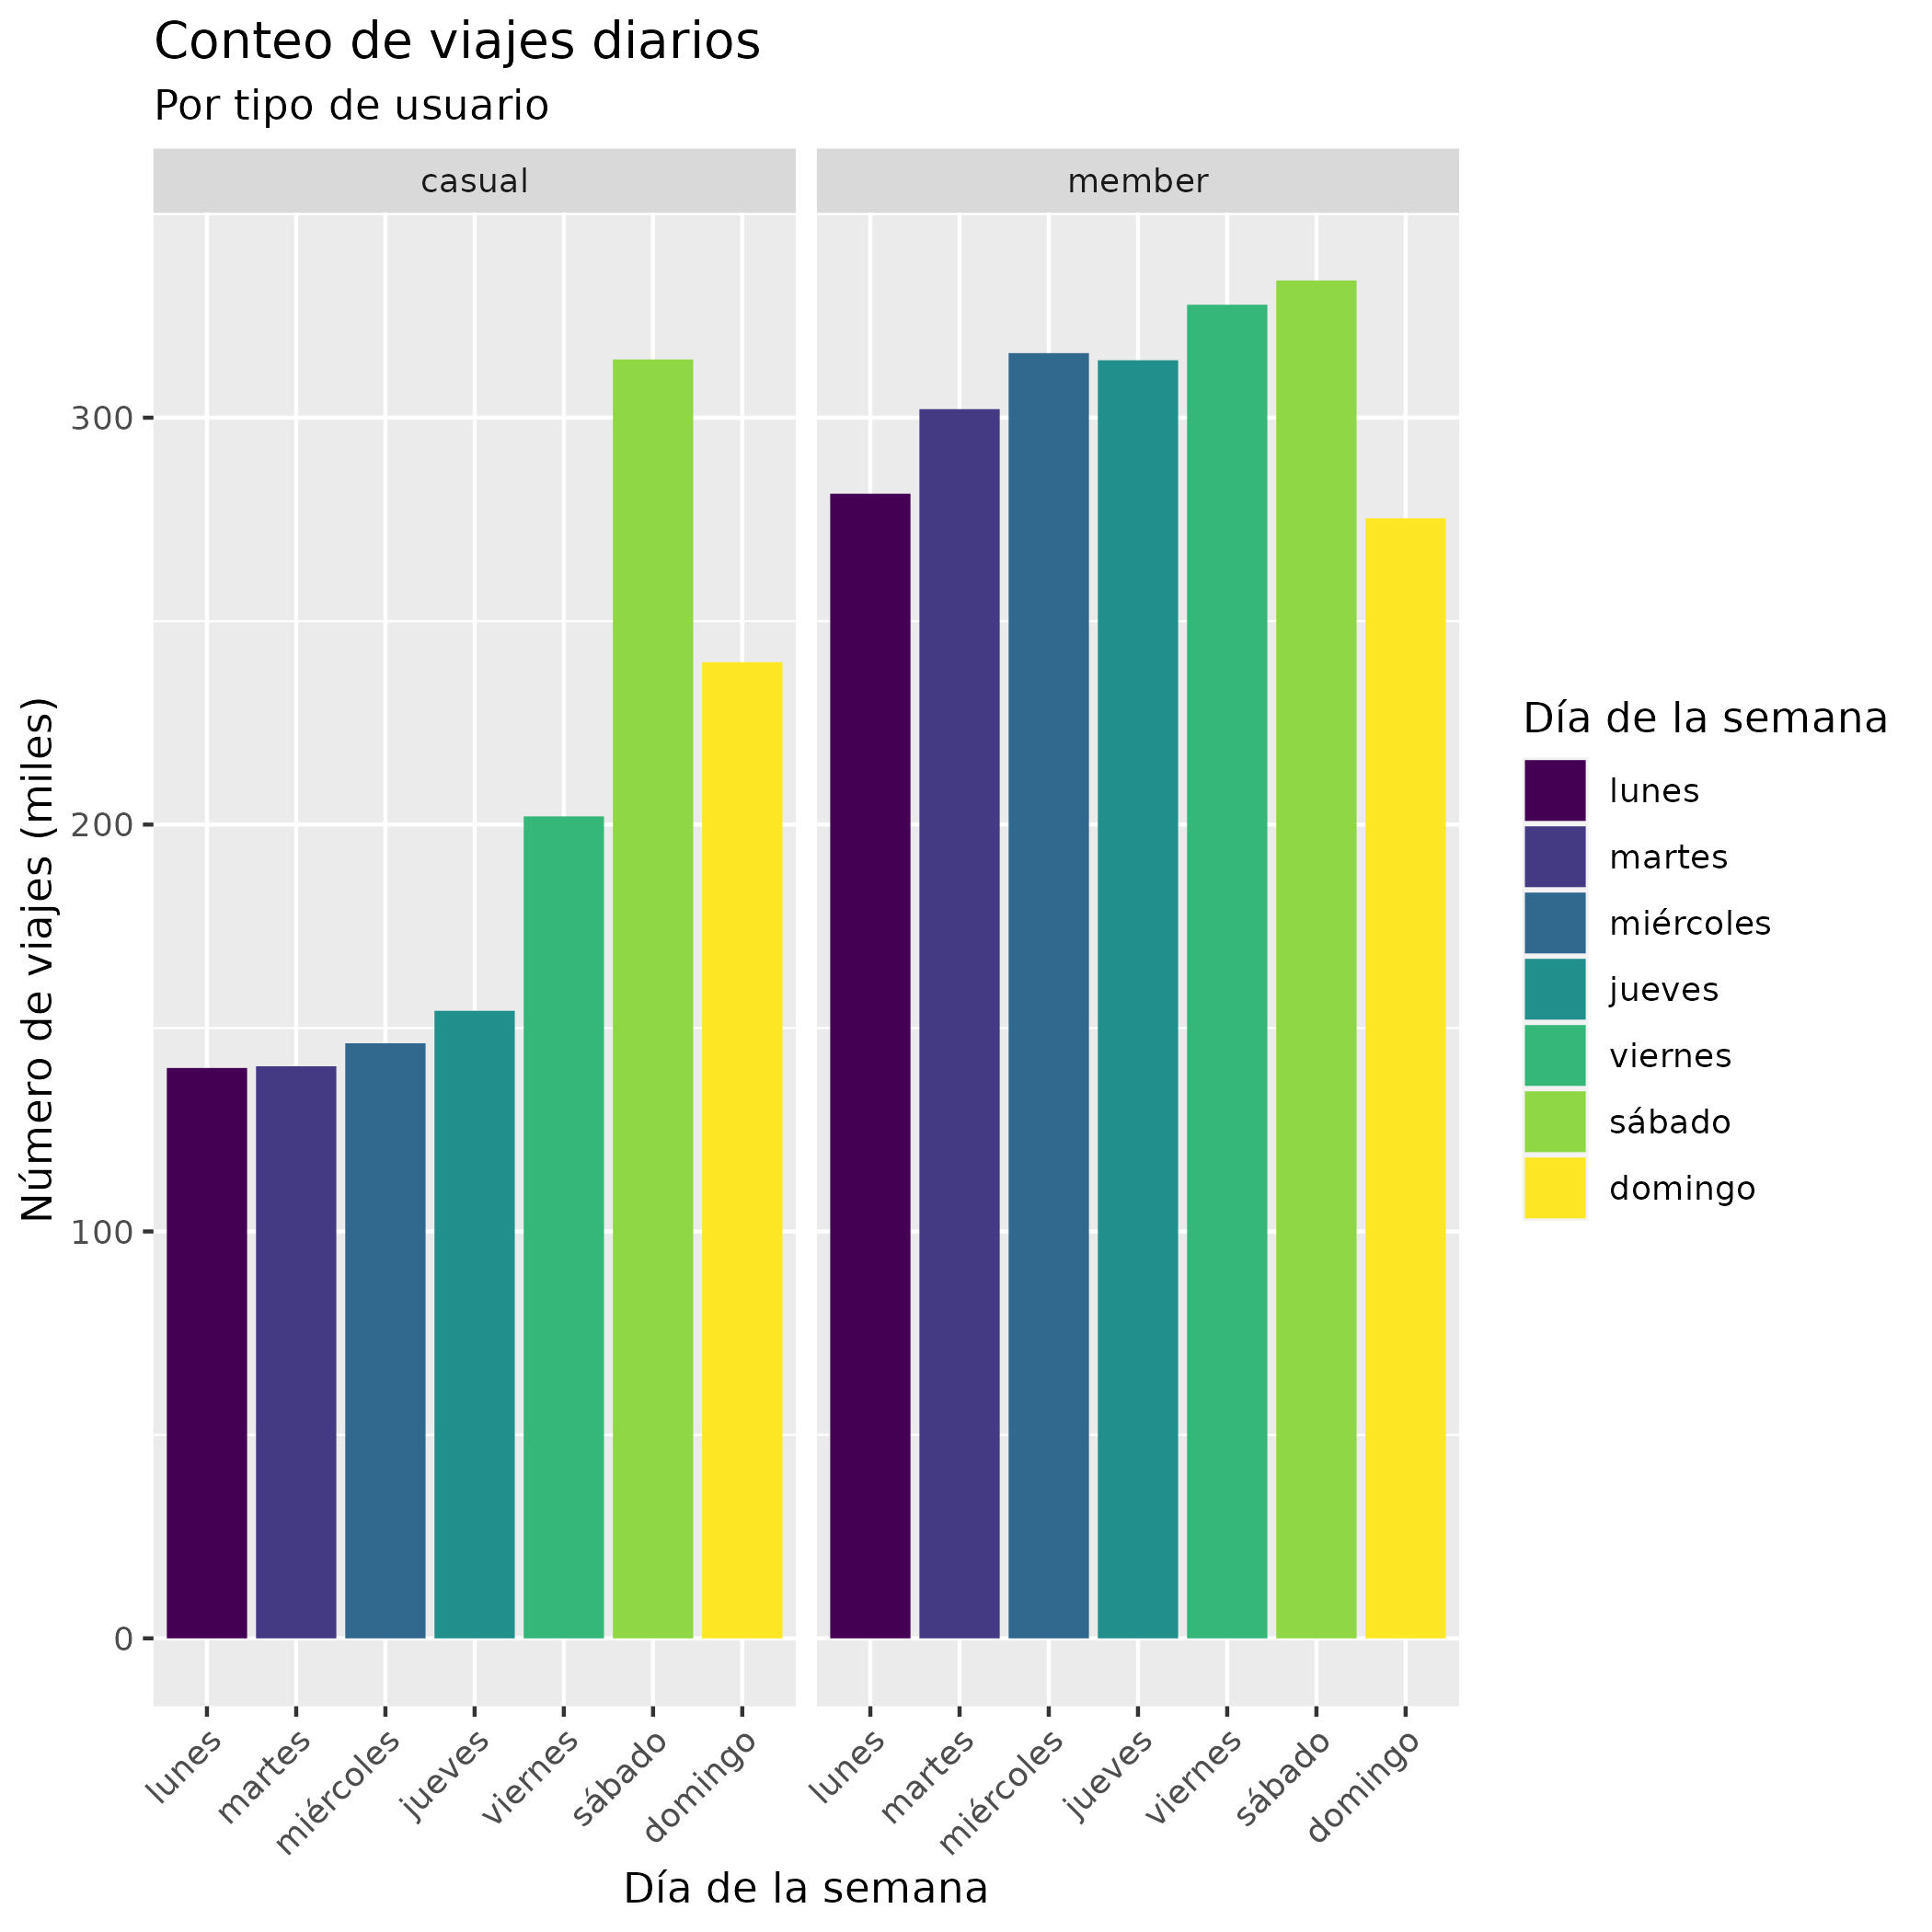 Conteo de viajes diarios
Por tipo de usuario
casual
member
Número de viajes (miles)
300
200
100
0
lunes
martes
miércoles
jueves
viernes
sábado
domingo
lunes
martes
miércoles
jueves
viernes
sábado
domingo
Día de la semana
Día de la semana
lunes
martes
miércoles
jueves
viernes
sábado
domingo